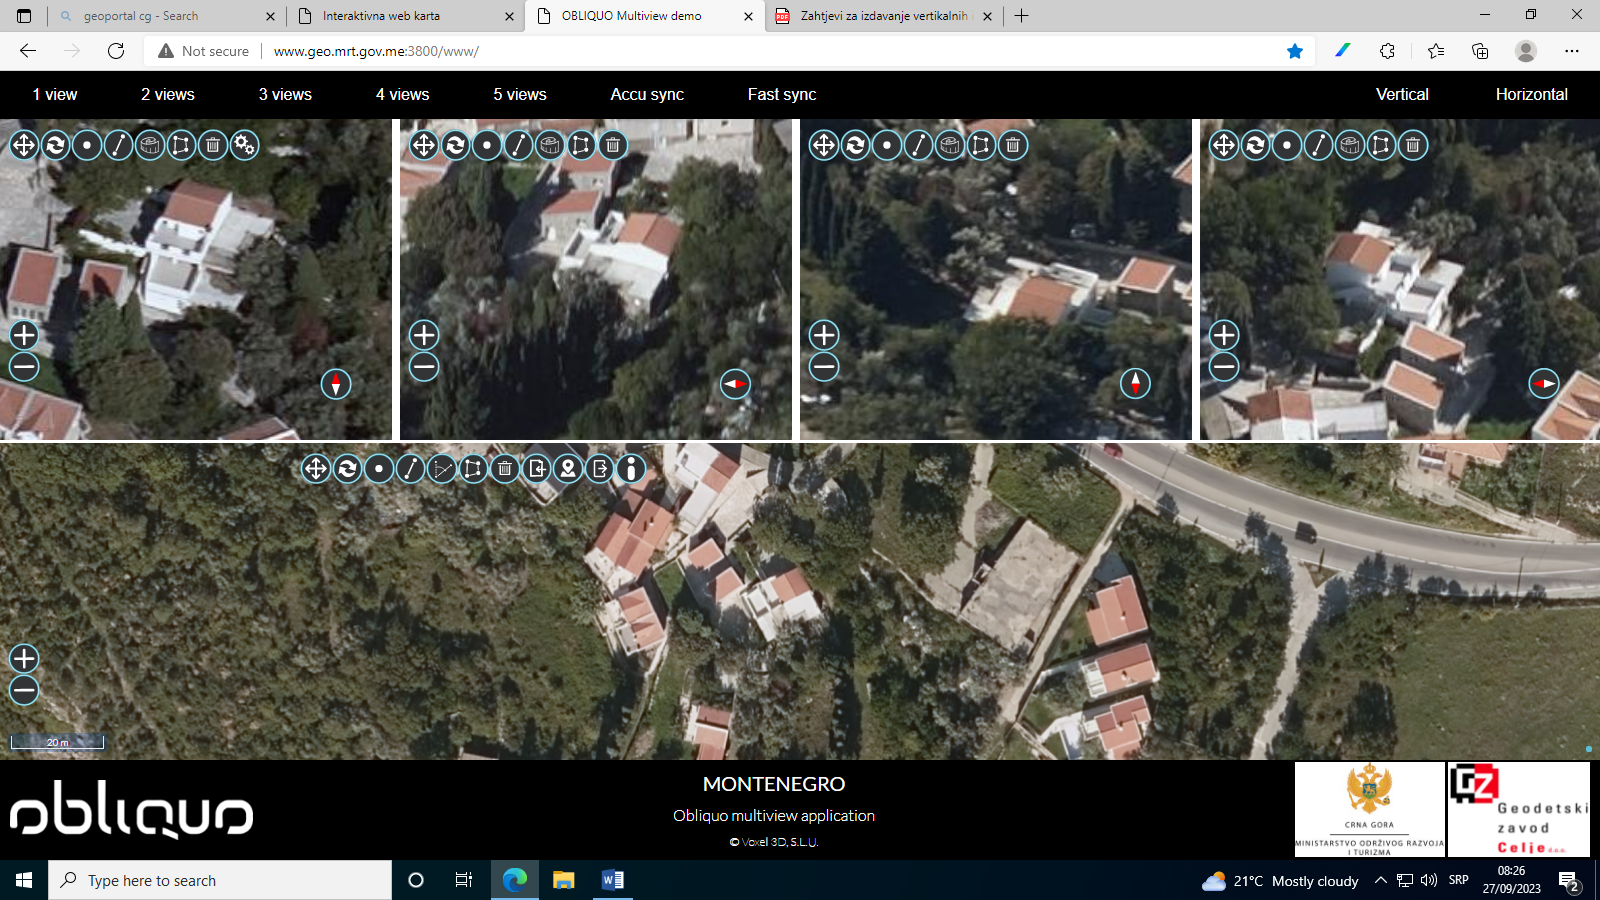 geoportal cg - Search
Interaktivna web karta
OBLIQUO Multiview demo
PDF
Zahtjevi za izdavanje vertikalnih
Not secure
www.geo.mrt.gov.me:3800/www/
1 view
2 views
3 views
4 views
5 views
Accu sync
Fast sync
Vertical
Horizontal
20 m
obliquo
MONTENEGRO
Obliquo multiview application
© Voxel 3D, S.L.U.
CRNA GORA
MINISTARSTVO ODRŽIVOG RAZVOJA
I TURIZMA
GZ
Geodetski
zavod
Celje d.o.o.
Type here to search
W
21°C Mostly cloudy
SRP
08:26
27/09/2023
2